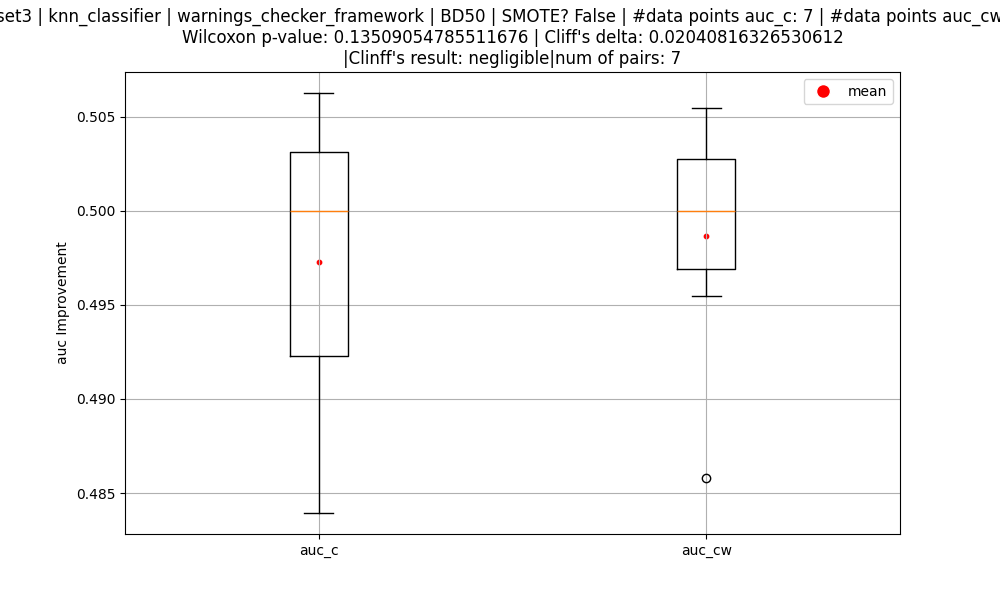 set3 | knn_classifier | warnings_checker_framework | BD50 | SMOTE? False | #data points auc_c: 7 | #data points auc_cw
Wilcoxon p-value: 0.13509054785511676 | Cliff's delta: 0.02040816326530612
|Clinff's result: negligible|num of pairs: 7
mean
0.505
0.500
0.495
0.490
0.485
auc Improvement
auc_c
auc_cw